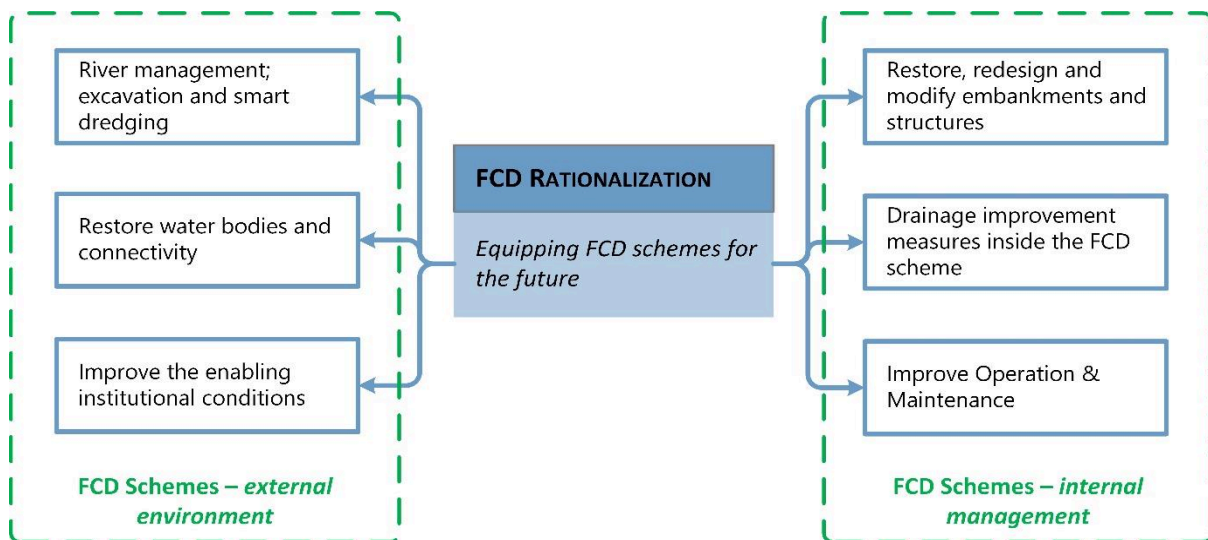 River management;
excavation and smart
dredging
Restore water bodies and
connectivity
Improve the enabling
institutional conditions
FCD Schemes – external
environment
FCD RATIONALIZATION
Equipping FCD schemes for
the future
Restore, redesign and
modify embankments and
structures
Drainage improvement
measures inside the FCD
scheme
Improve Operation &
Maintenance
FCD Schemes – internal
management